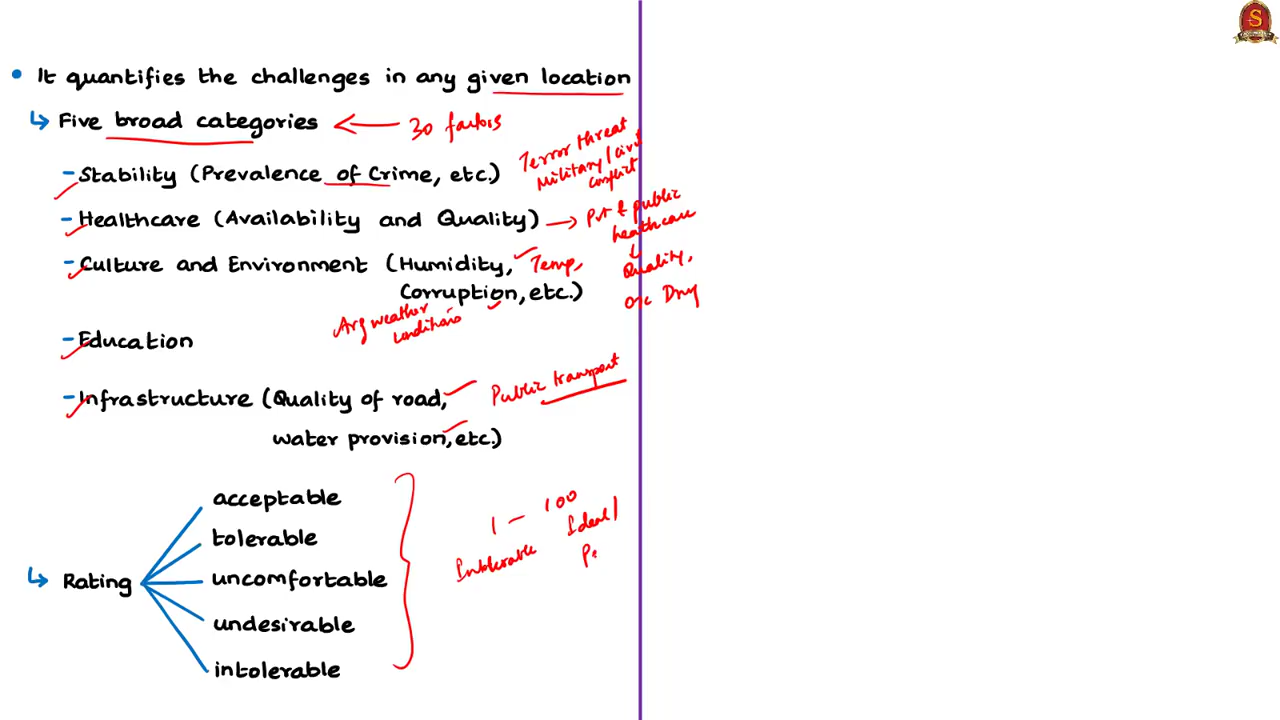 S
• It quantifies the challenges in any given location
↳ Five broad categories ← 30 factors
- Stability (Prevalence of Crime, etc.)
Terror threat
Military / civil
conflict
- Healthcare (Availability and Quality) → Pvt & public
healthcare
- Culture and Environment (Humidity, Temp,
Quality,
Corruption, etc.)
OTC Drug
weather
conditions
- Education
- Infrastructure (Quality of road, Public transport
water provision, etc.)
acceptable
tolerable
↳ Rating
uncomfortable
undesirable
intolerable
1 – 100
Intolerable
Ideal /